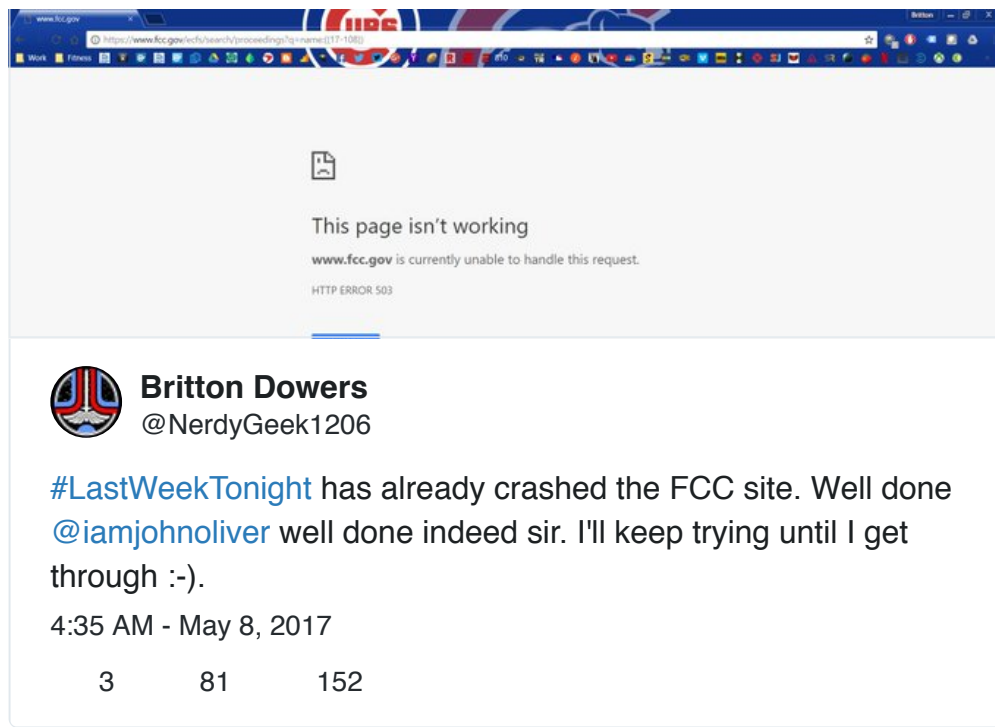 www.fcc.gov
Britton
https://www.fcc.gov/ecfs/search/proceedings?q=name:((17-108))
CUBS
Work Fitness
This page isn't working
www.fcc.gov is currently unable to handle this request.
HTTP ERROR 503
Britton Dowers
@NerdyGeek1206
#LastWeekTonight has already crashed the FCC site. Well done
@iamjohnoliver well done indeed sir. I'll keep trying until I get
through :-).
4:35 AM - May 8, 2017
3 81 152